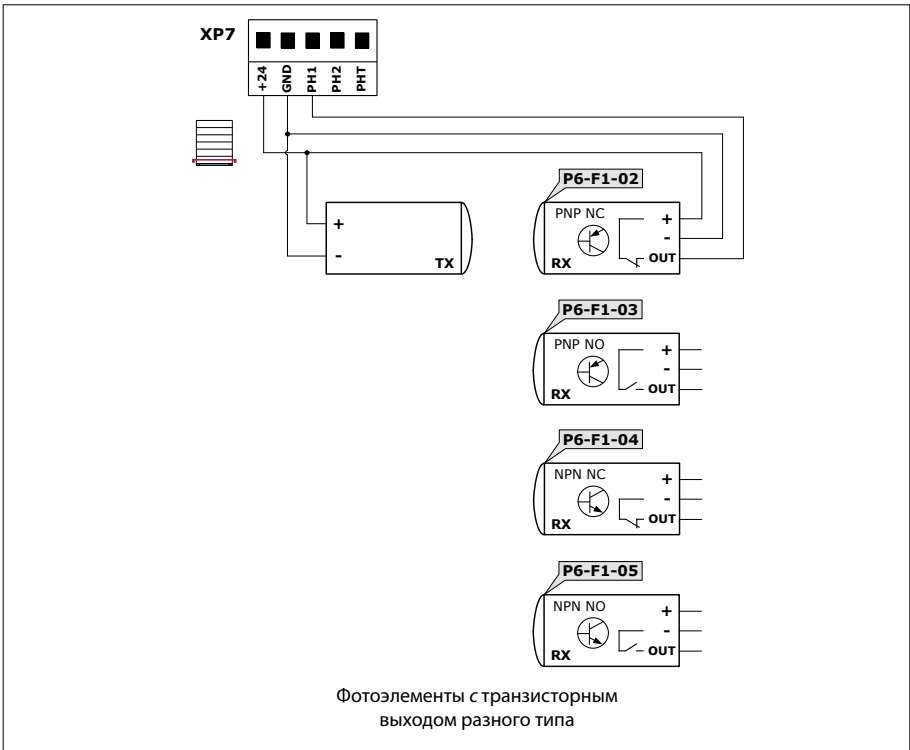 XP7
+24 GND PH1 PH2 PHT
P6-F1-02
PNP NC
+
-
OUT
RX
+
-
TX
P6-F1-03
PNP NO
+
-
OUT
RX
P6-F1-04
NPN NC
+
-
OUT
RX
P6-F1-05
NPN NO
+
-
OUT
RX
Фотоэлементы с транзисторным
выходом разного типа